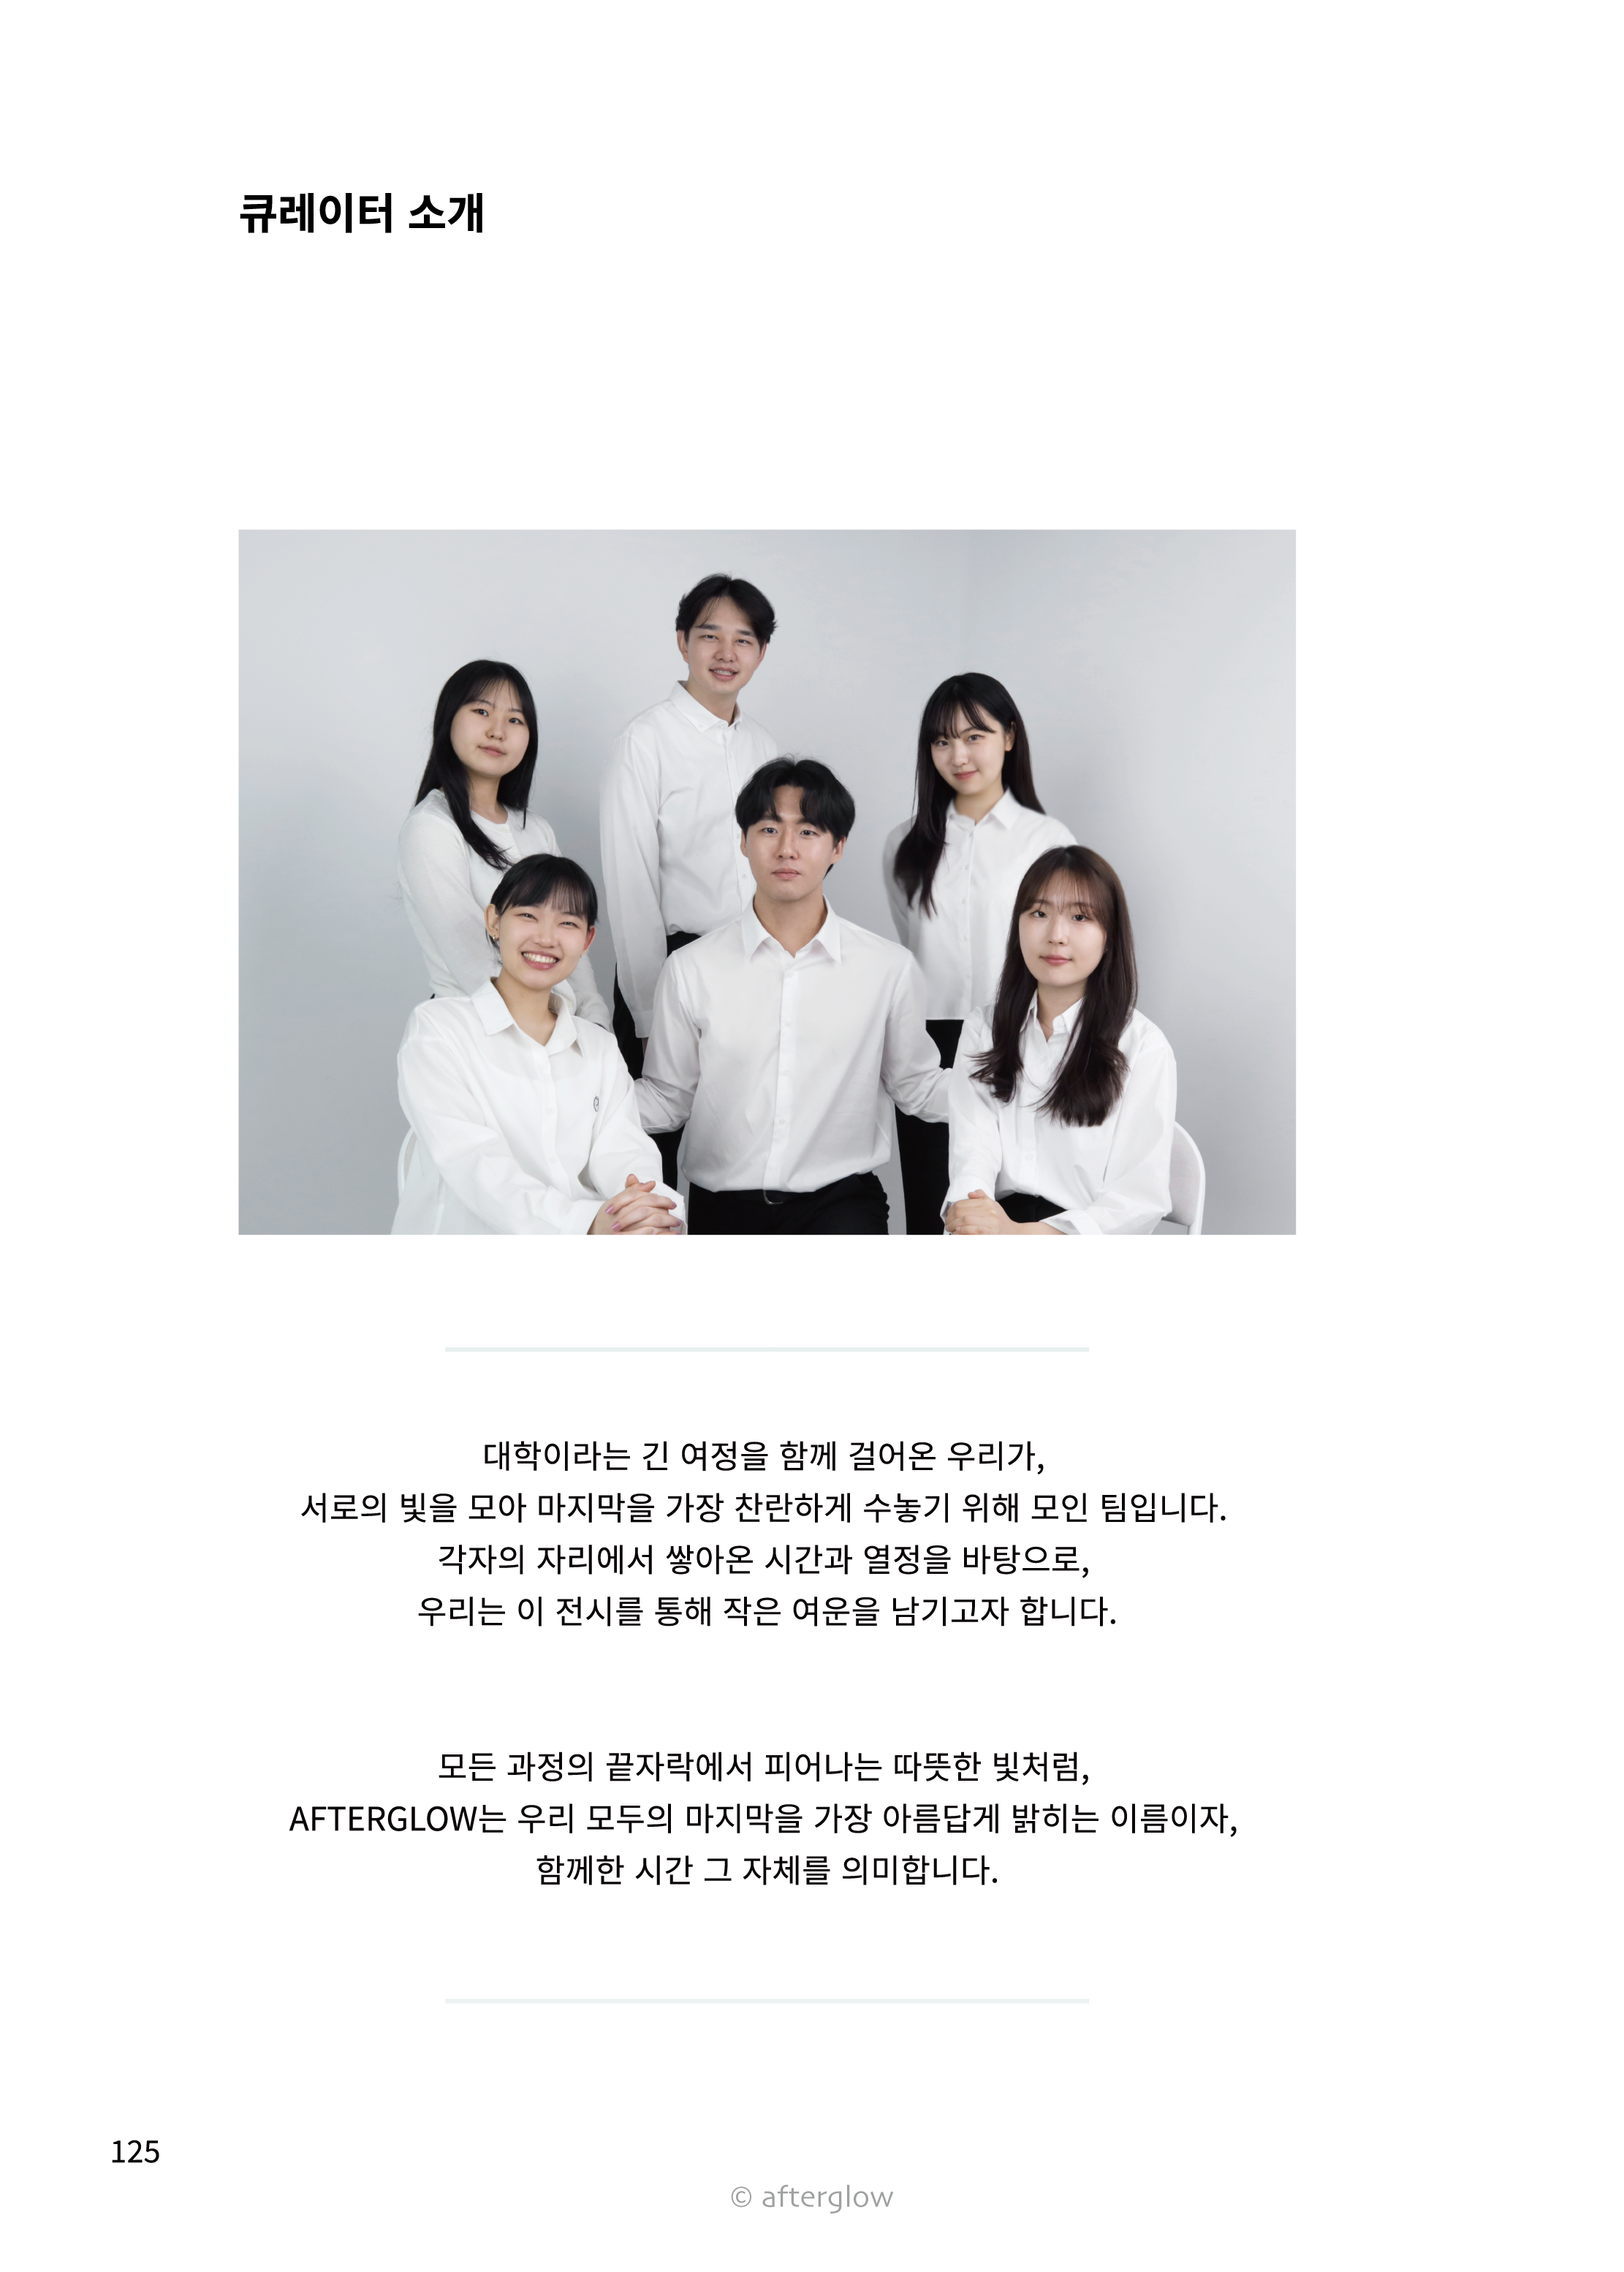 큐레이터 소개
대학이라는 긴 여정을 함께 걸어온 우리가,
서로의 빛을 모아 마지막을 가장 찬란하게 수놓기 위해 모인 팀입니다.
각자의 자리에서 쌓아온 시간과 열정을 바탕으로,
우리는 이 전시를 통해 작은 여운을 남기고자 합니다.
모든 과정의 끝자락에서 피어나는 따뜻한 빛처럼,
AFTERGLOW는 우리 모두의 마지막을 가장 아름답게 밝히는 이름이자,
함께한 시간 그 자체를 의미합니다.
125
© afterglow